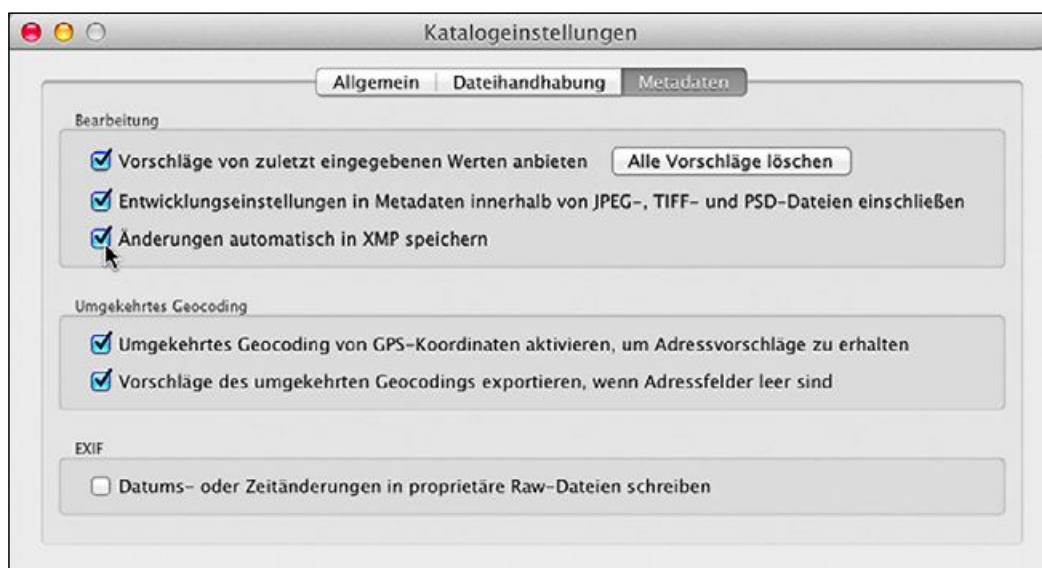 Katalogeinstellungen
Allgemein Dateihandhabung Metadaten
Bearbeitung
Vorschläge von zuletzt eingegebenen Werten anbieten Alle Vorschläge löschen
Entwicklungseinstellungen in Metadaten innerhalb von JPEG-, TIFF- und PSD-Dateien einschließen
Änderungen automatisch in XMP speichern
Umgekehrtes Geocoding
Umgekehrtes Geocoding von GPS-Koordinaten aktivieren, um Adressvorschläge zu erhalten
Vorschläge des umgekehrten Geocodings exportieren, wenn Adressfelder leer sind
EXIF
Datums- oder Zeitänderungen in proprietäre Raw-Dateien schreiben